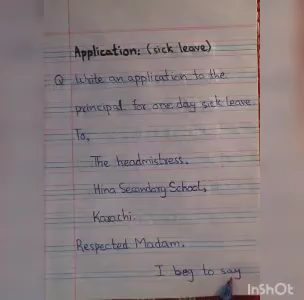 Application: (sick leave)
Q Write an application to the
principal for one day sick leave.
To,
The headmistress,
Hina Secondary School,
Karachi.
Respected Madam,
I beg to say
InShOt